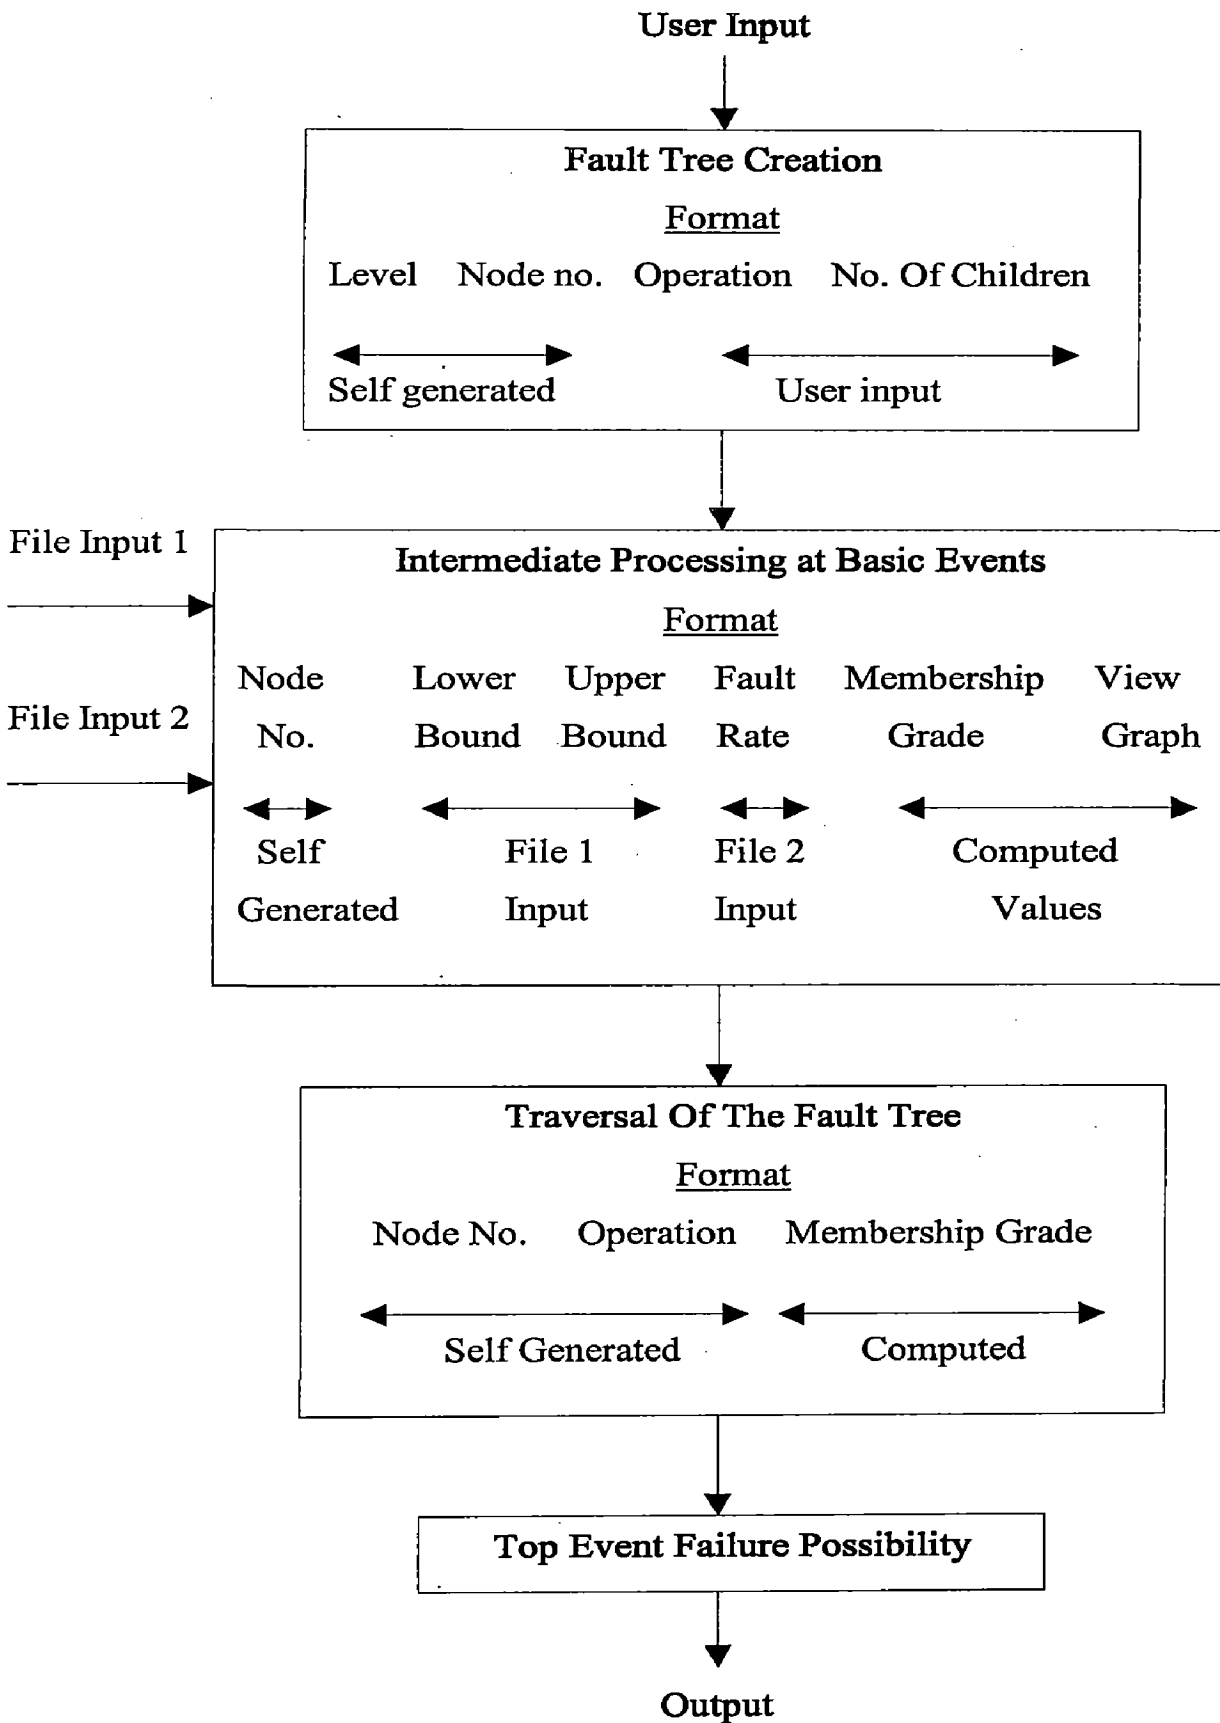 User Input
Fault Tree Creation
Format
Level Node no. Operation No. Of Children
Self generated User input
File Input 1
File Input 2
Intermediate Processing at Basic Events
Format
Node Lower Upper Fault Membership View
No. Bound Bound Rate Grade Graph
Self File 1 File 2 Computed
Generated Input Input Values
Traversal Of The Fault Tree
Format
Node No. Operation Membership Grade
Self Generated Computed
Top Event Failure Possibility
Output